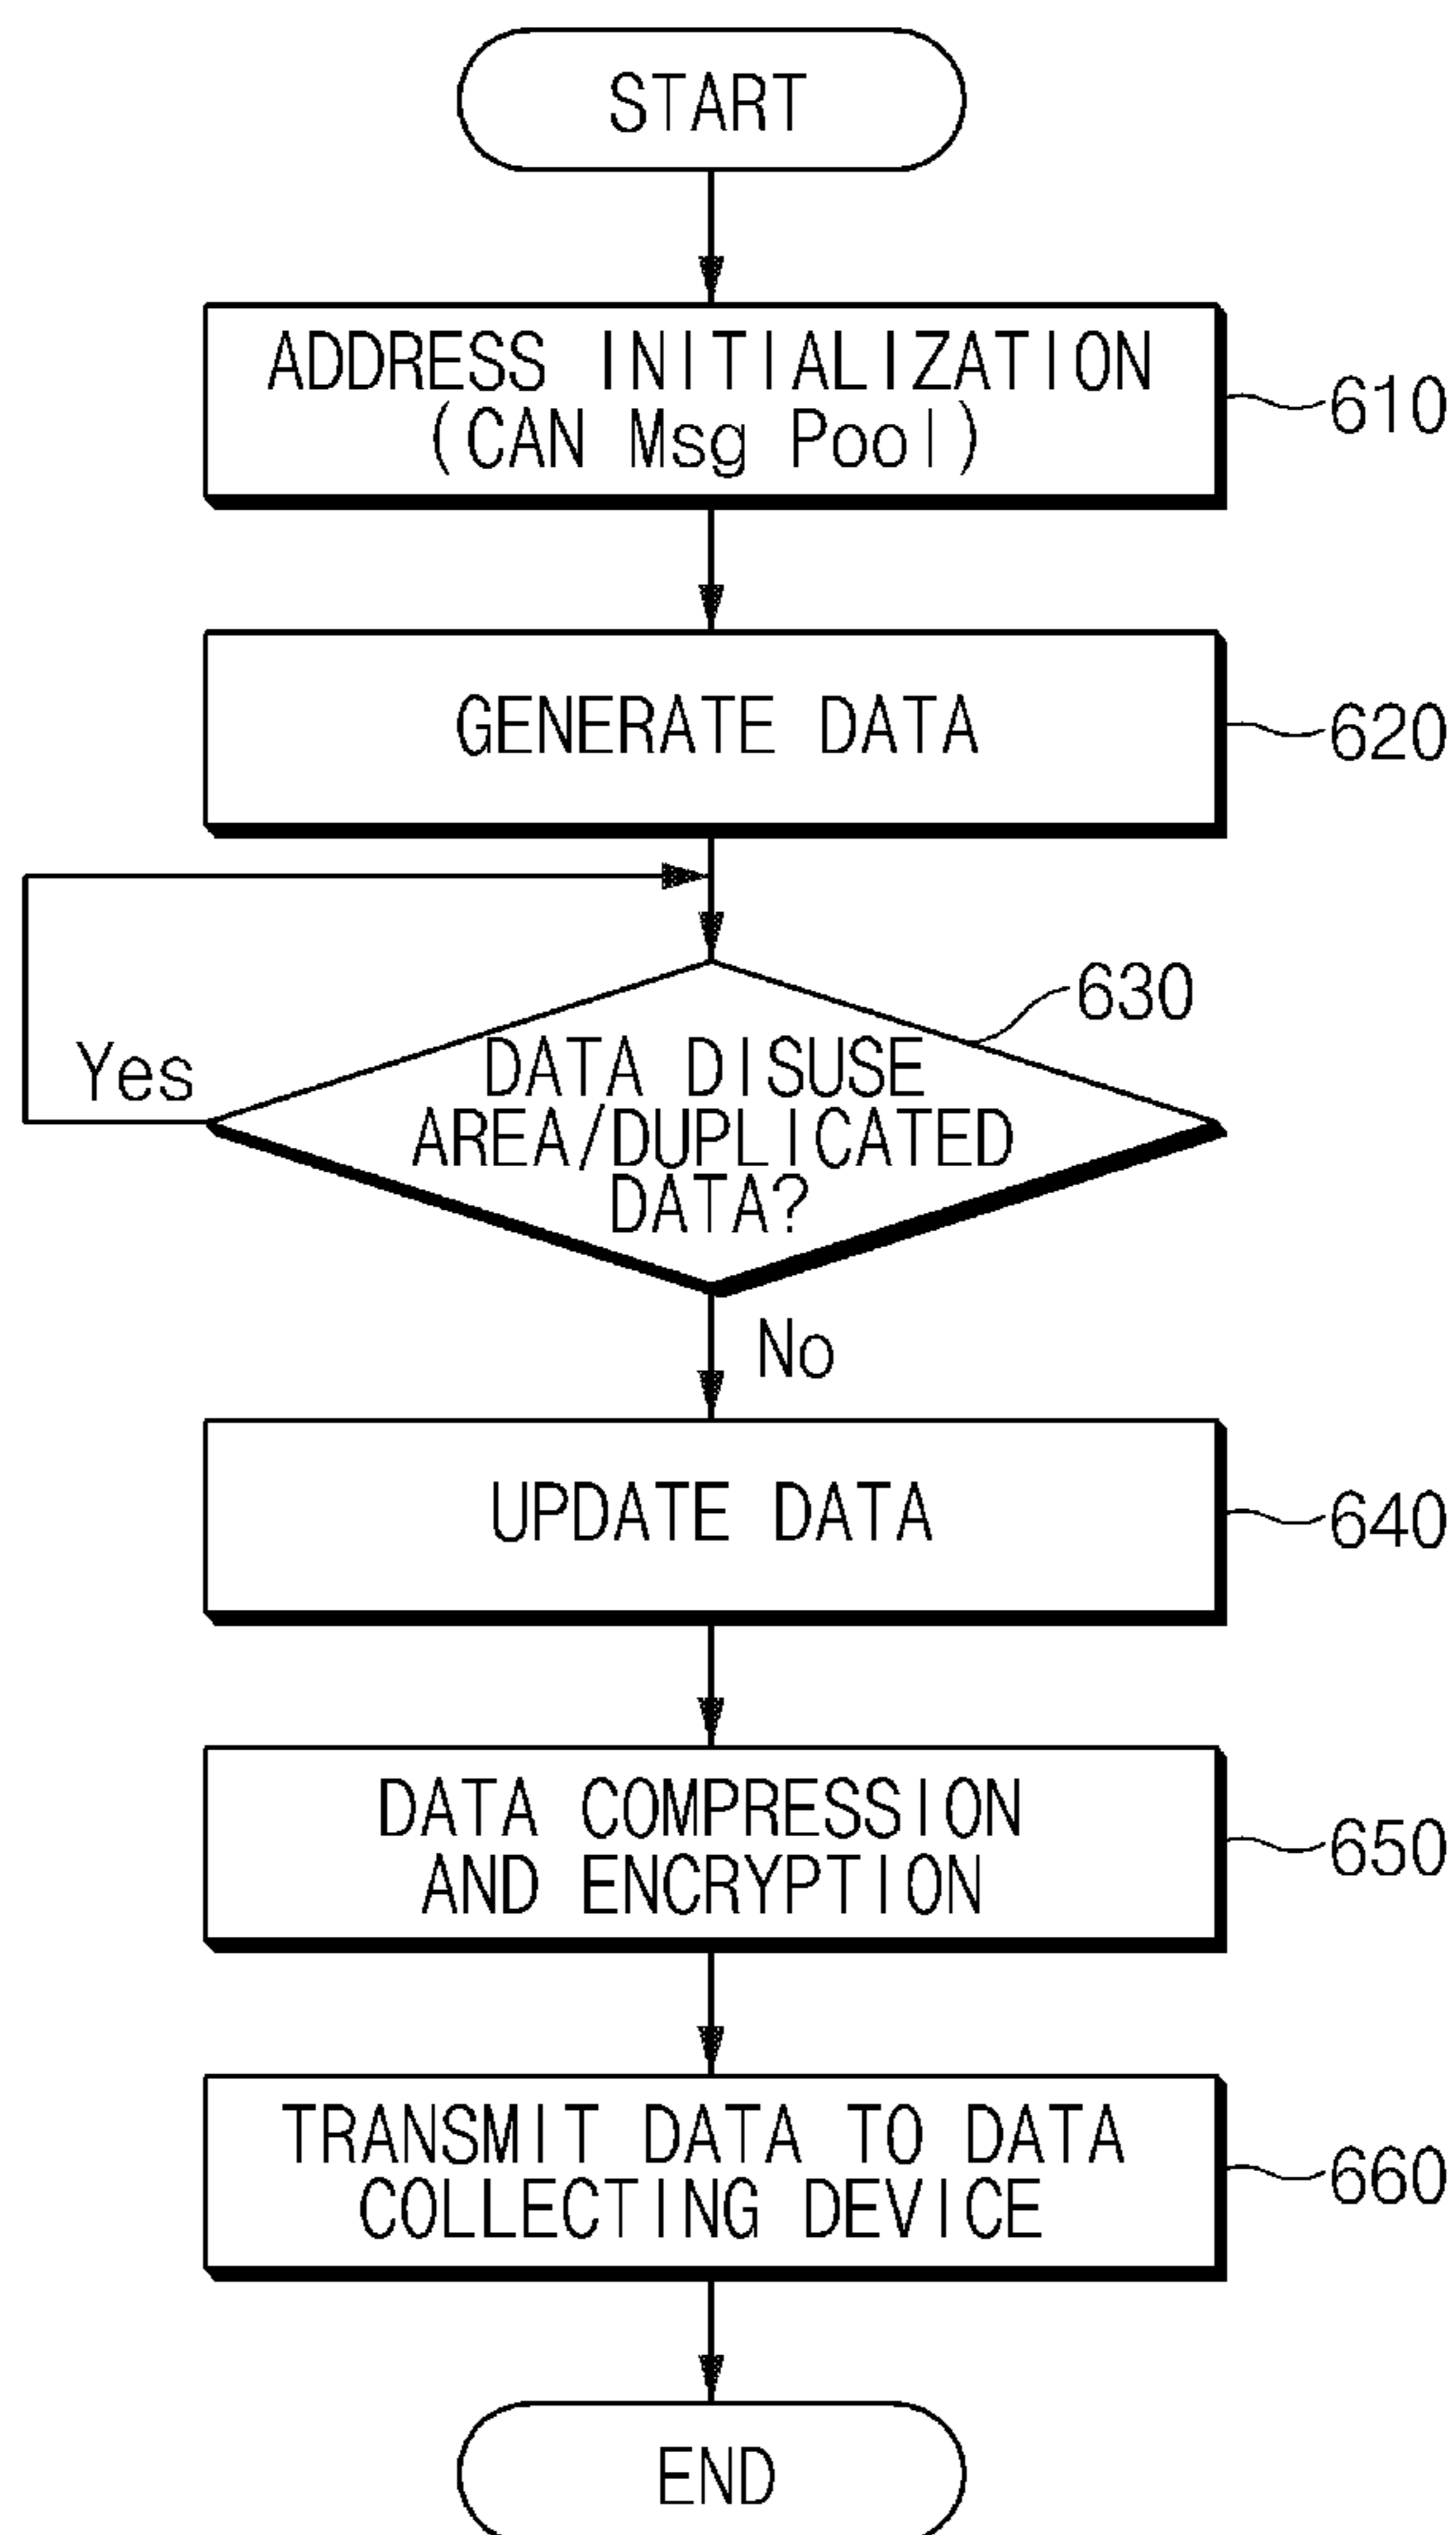 START
ADDRESS INITIALIZATION
(CAN Msg Pool)
610
GENERATE DATA
620
630
Yes
DATA DISUSE
AREA/DUPLICATED
DATA?
No
UPDATE DATA
640
DATA COMPRESSION
AND ENCRYPTION
650
TRANSMIT DATA TO DATA
COLLECTING DEVICE
660
END